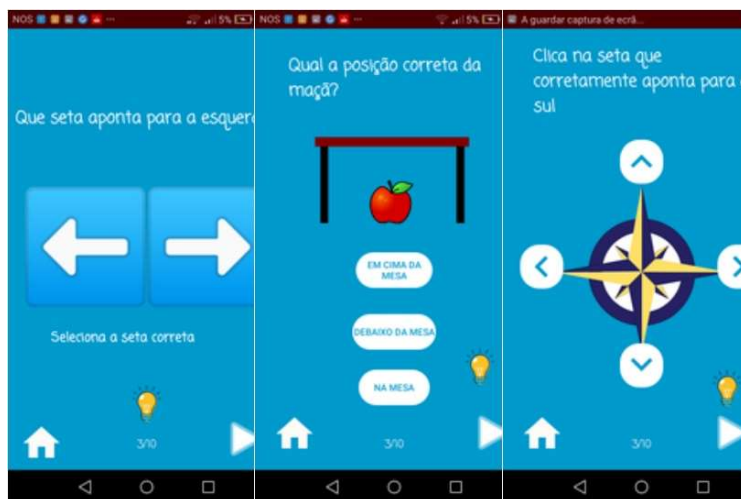 NOS 5%
Que seta aponta para a esquer
Seleciona a seta correta
3/10
NOS 5%
Qual a posição correta da
maçã?
EM CIMA DA
MESA
DEBAIXO DA MESA
NA MESA
3/10
A guardar captura de ecrã...
Clica na seta que
corretamente aponta para
sul
3/10